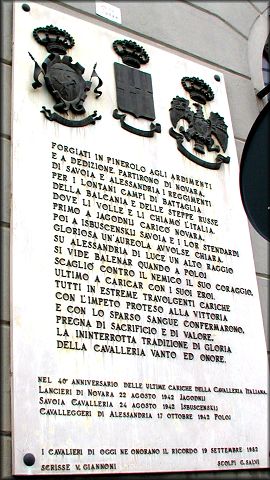 FORGIATI IN PINEROLO AGLI ARDIMENTI
E A DEDIZIONE, PARTIRONO DI NOVARA,
DI SAVOIA E ALESSANDRIA I REGGIMENTI
PER I LONTANI CAMPI DI BATTAGLIA
DELLA BALCANIA E DELLE STEPPE RUSSE
DOVE LI VOLLE E LI CHIAMÒ L'ITALIA.
PRIMO A JAGODNIJ CARICÒ NOVARA,
POI A ISBUSCENSKIJ SAVOIA E I LOR STENDARDI
GLORIOSA UN'AUREOLA AVVOLSE CHIARA.
SU ALESSANDRIA DI LUCE UN ALTO RAGGIO
SI VIDE BALENAR QUANDO A POLOI
SCAGLIÒ CONTRO IL NEMICO IL SUO CORAGGIO,
ULTIMO A CARICAR CON I SUOI EROI.
TUTTI IN ESTREME TRAVOLGENTI CARICHE
CON L'IMPETO PROTESO ALLA VITTORIA
E CON LO SPARSO SANGUE CONFERMARONO,
PREGNA DI SACRIFICIO E DI VALORE,
LA ININTERROTTA TRADIZIONE DI GLORIA
DELLA CAVALLERIA VANTO ED ONORE.
NEL 40° ANNIVERSARIO DELLE ULTIME CARICHE DELLA CAVALLERIA ITALIANA
LANCIERI DI NOVARA 22 AGOSTO 1942 JAGODNIJ
SAVOIA CAVALLERIA 24 AGOSTO 1942 ISBUSCENSKIJ
CAVALLEGGERI DI ALESSANDRIA 17 OTTOBRE 1942 POLOI
I CAVALIERI DI OGGI NE ONORANO IL RICORDO 19 SETTEMBRE 1982
SCRISSE V. GIANNONI SCOLPÌ G. SALVI